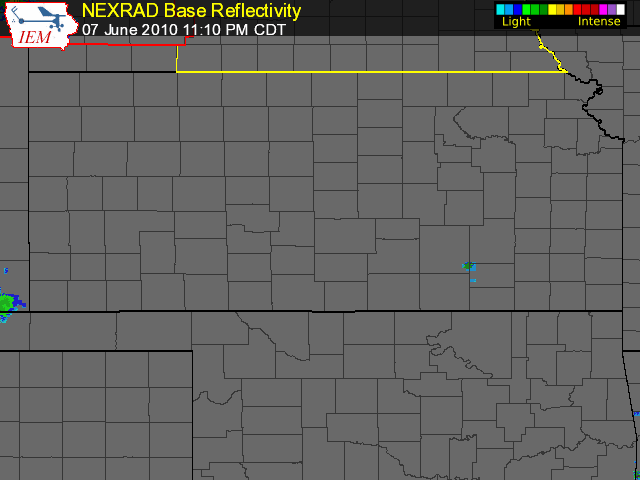 NEXRAD Base Reflectivity
07 June 2010 11:10 PM CDT
IEM
Light Intense